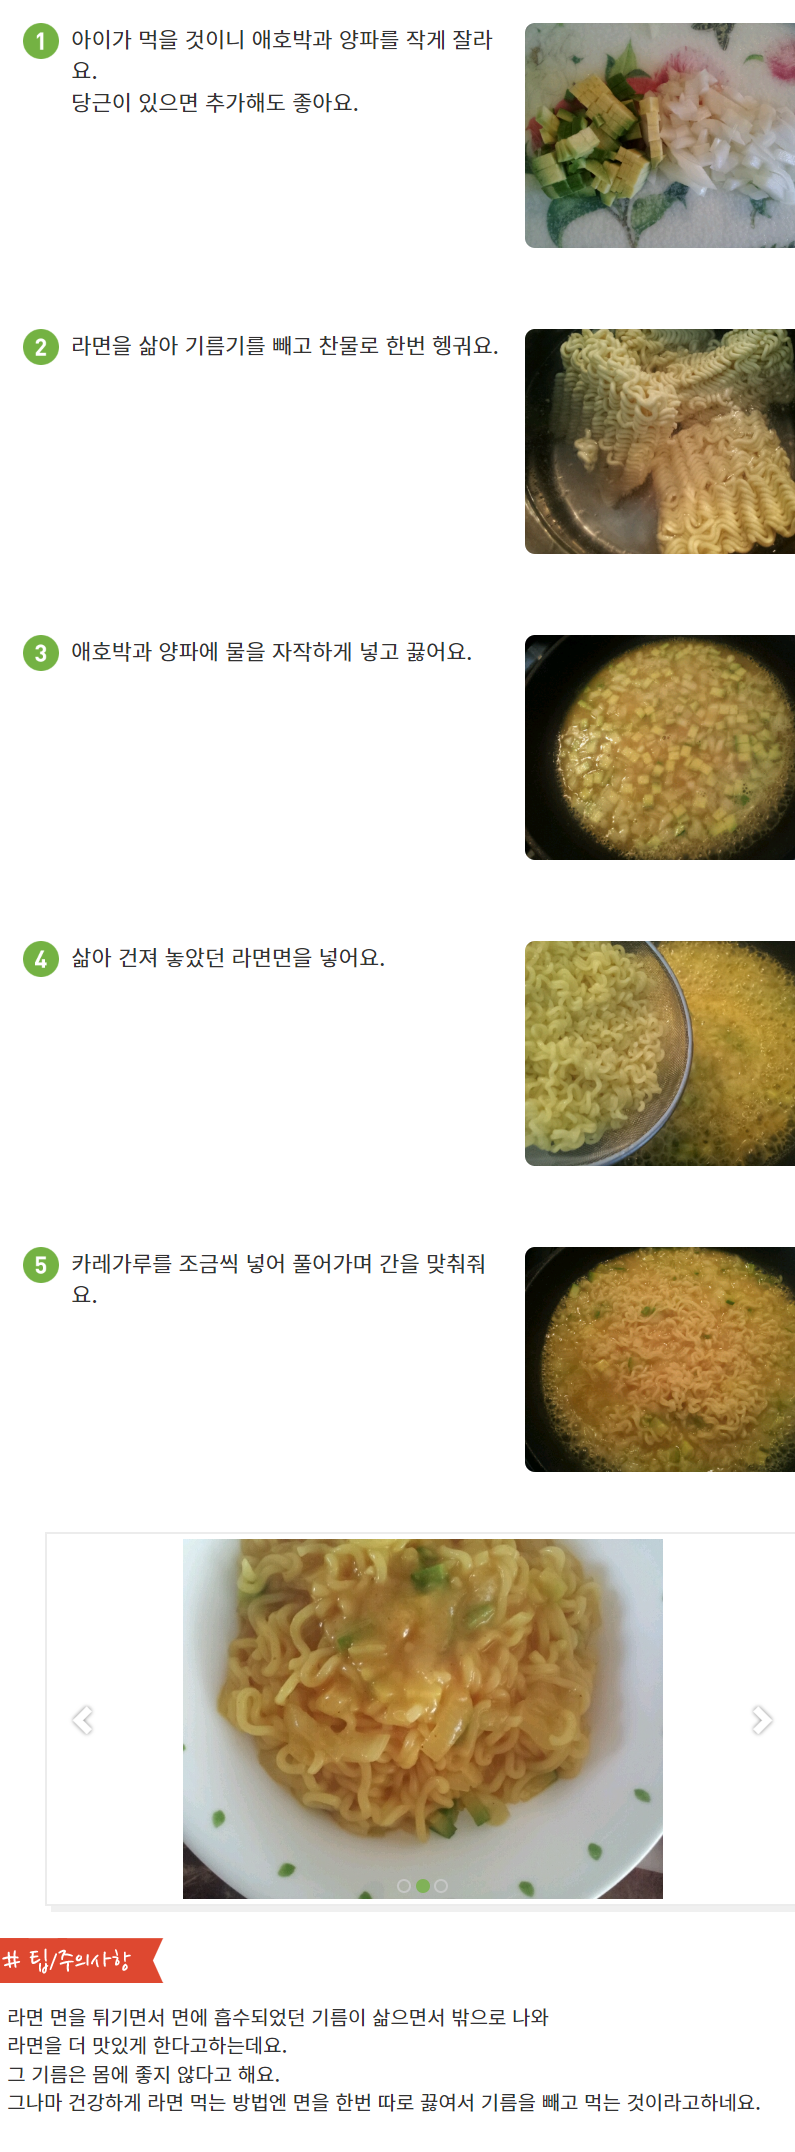 1 아이가 먹을 것이니 애호박과 양파를 작게 잘라
요.
당근이 있으면 추가해도 좋아요.
2 라면을 삶아 기름기를 빼고 찬물로 한번 헹궈요.
3 애호박과 양파에 물을 자작하게 넣고 끓어요.
4 삶아 건져 놓았던 라면면을 넣어요.
5 카레가루를 조금씩 넣어 풀어가며 간을 맞춰줘
요.
# 팁/주의사항
라면 면을 튀기면서 면에 흡수되었던 기름이 삶으면서 밖으로 나와
라면을 더 맛있게 한다고하는데요.
그 기름은 몸에 좋지 않다고 해요.
그나마 건강하게 라면 먹는 방법엔 면을 한번 따로 끓여서 기름을 빼고 먹는 것이라고하네요.